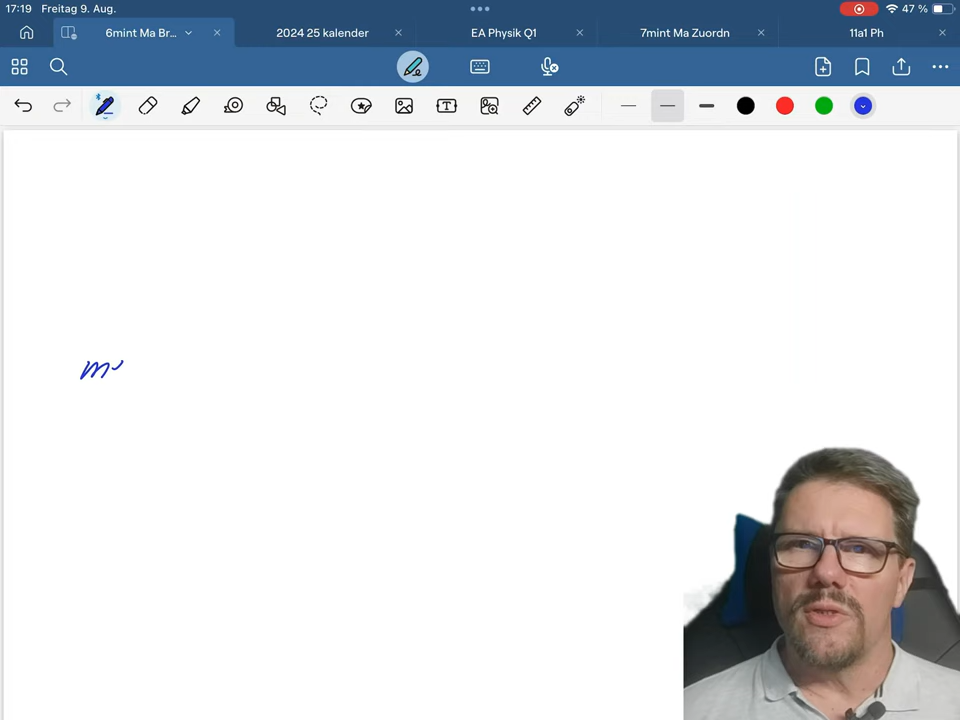 17:19 Freitag 9. Aug.
47 %
6mint Ma Br...
2024 25 kalender
EA Physik Q1
7mint Ma Zuordn
11a1 Ph
T